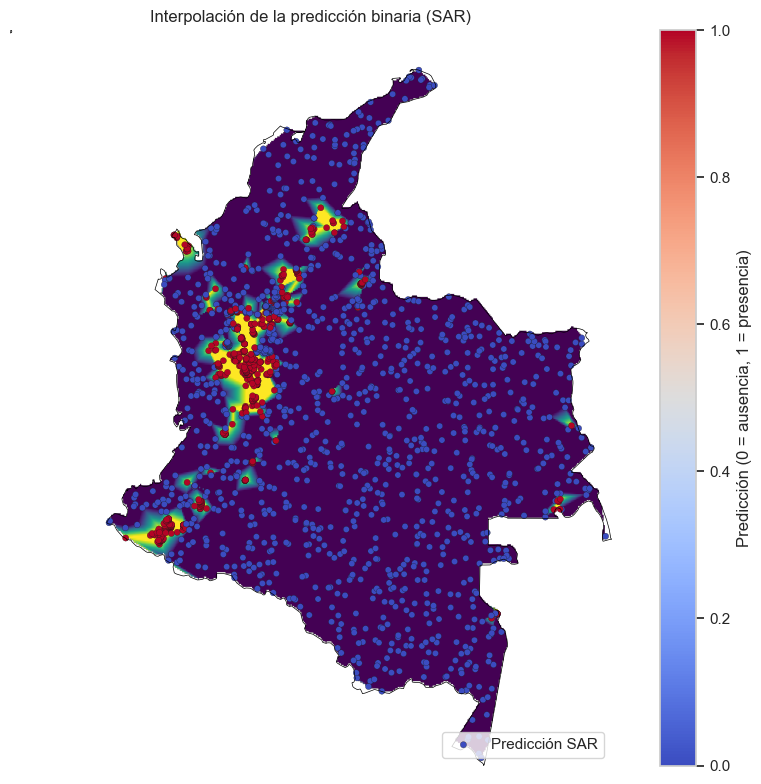 Interpolación de la predicción binaria (SAR)
1.0
0.8
0.6
0.4
0.2
0.0
Predicción (0 = ausencia, 1 = presencia)
Predicción SAR